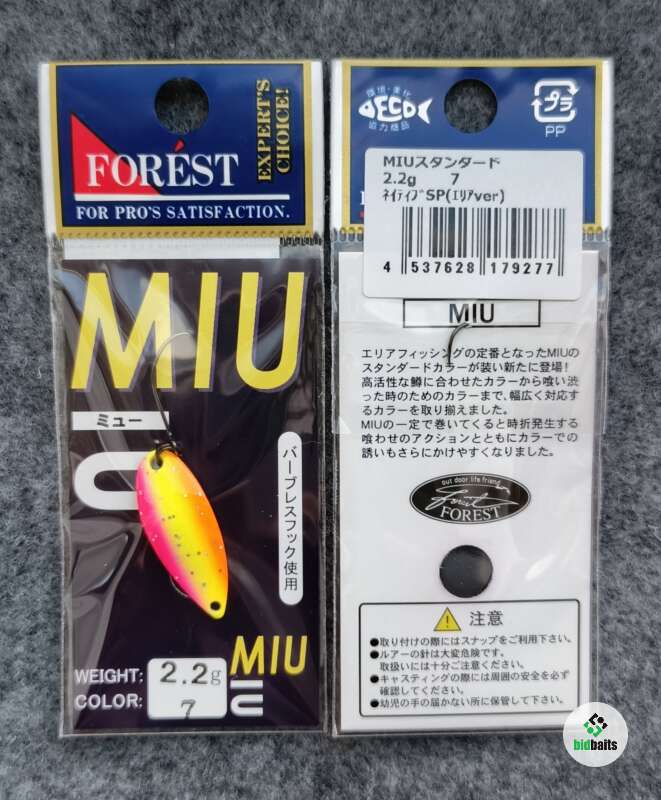 FORÉST
EXPERT'S
CHOICE!
FOR PRO'S SATISFACTION.
MIU
ミュー
バーブレスフック使用
MIU
WEIGHT: 2.2g
COLOR: 7
環境・美化
ECO
協力商品
プラ
PP
MIUスタンダード
2.2g 7
ﾈｲﾃｨﾌﾞSP(ｴﾘｱver)
4 537628 179277
MIU
エリアフィッシングの定番となったMIUの
スタンダードカラーが装い新たに登場!
高活性な鱒に合わせたカラーから喰い渋
った時のためのカラーまで、幅広く対応す
るカラーを取り揃えました。
MIUの一定で巻いてくると時折発生する
喰わせのアクションとともにカラーでの
誘いもさらにかけやすくなりました。
out door life friend
Forest
FOREST
注意
●取り付けの際にはスナップをご利用下さい。
●ルアーの針は大変危険です。
取扱いには十分ご注意ください。
●キャスティングの際には周囲の安全を必ず
確認してください。
●幼児の手の届かない所に保管して下さい。
bidbaits